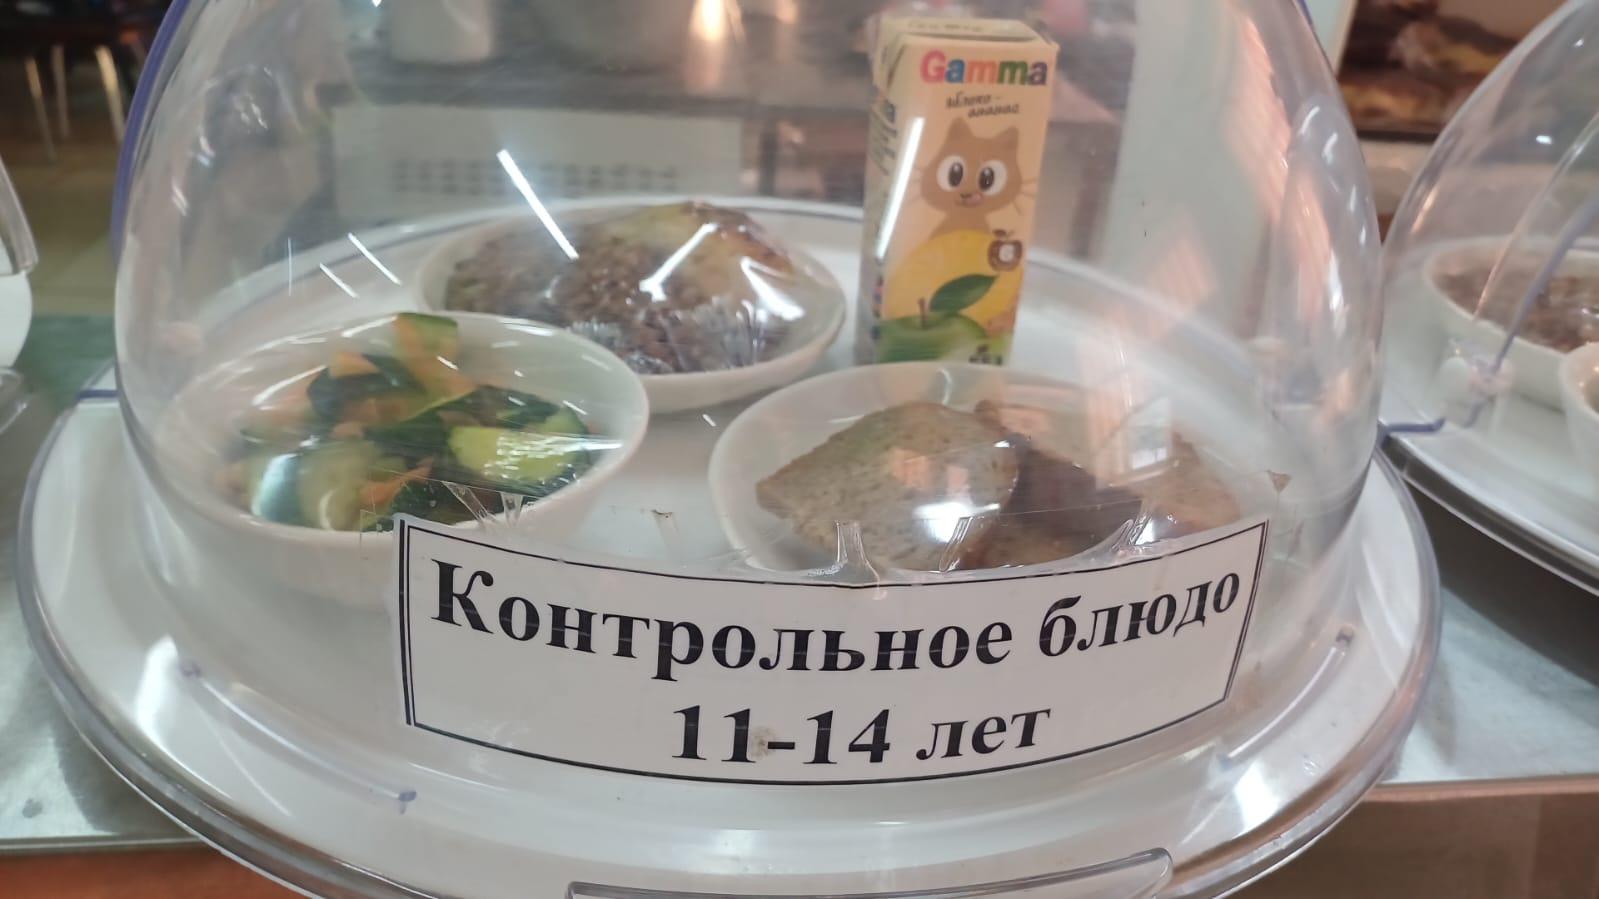 Gamma
яблоко-
ананас
Контрольное блюдо
11-14 лет